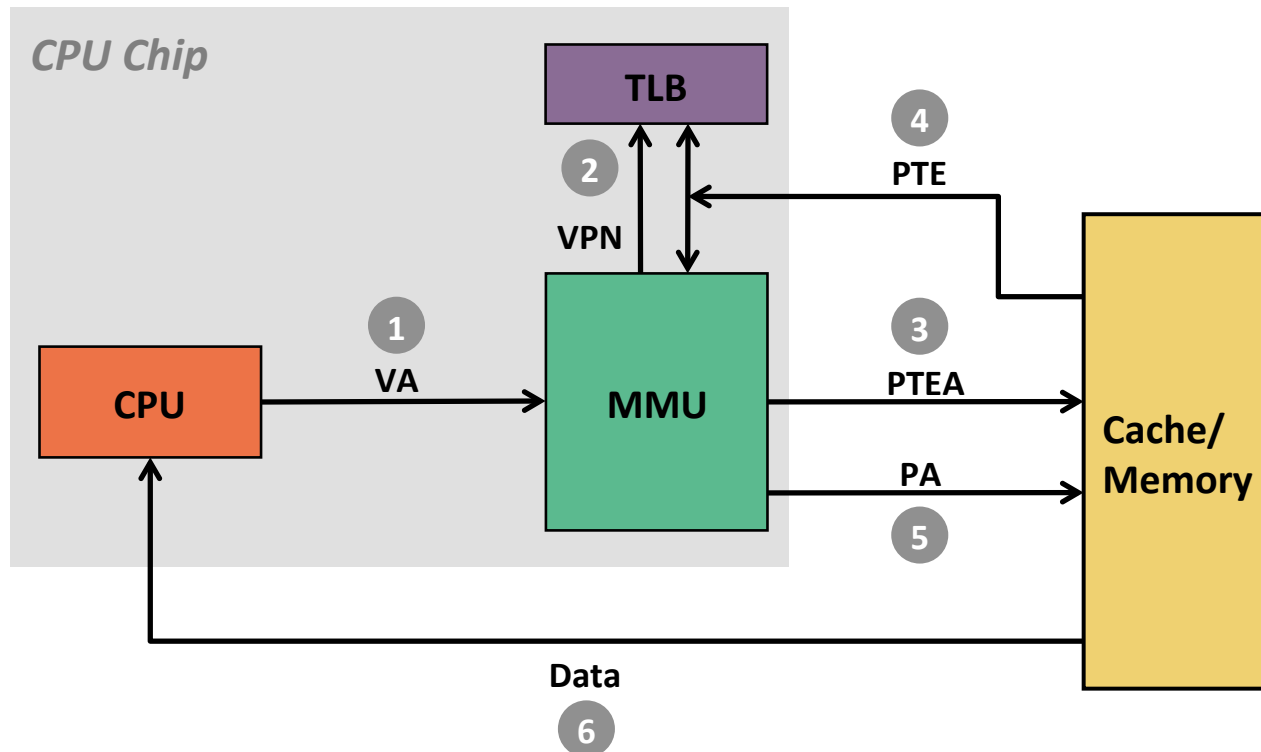 CPU Chip
TLB
4
2
PTE
VPN
1
3
VA
PTEA
CPU
MMU
Cache/
Memory
PA
5
Data
6